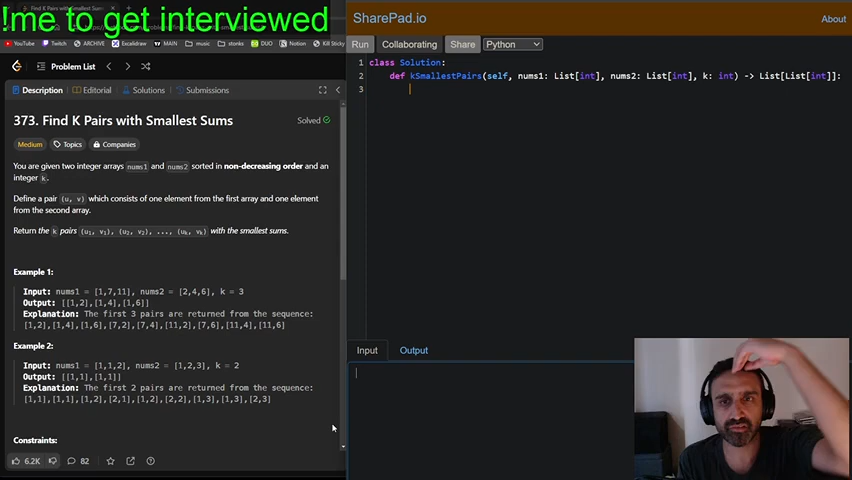 !me to get interviewed
Find K Pairs with Smallest Sums
YouTube
Twitch
ARCHIVE
Excalidraw
MAIN
Other
music
stonks
DUO
Notion
Kill Sticky
Problem List
Description
Editorial
Solutions
Submissions
373. Find K Pairs with Smallest Sums
Solved
Medium
Topics
Companies
You are given two integer arrays nums1 and nums2 sorted in non-decreasing order and an
integer k.
Define a pair (u, v) which consists of one element from the first array and one element
from the second array.
Return the k pairs (u₁, v₁), (u₂, v₂), ..., (uₖ, vₖ) with the smallest sums.
Example 1:
Input: nums1 = [1,7,11], nums2 = [2,4,6], k = 3
Output: [[1,2],[1,4],[1,6]]
Explanation: The first 3 pairs are returned from the sequence:
[1,2],[1,4],[1,6],[7,2],[7,4],[11,2],[7,6],[11,4],[11,6]
Example 2:
Input: nums1 = [1,1,2], nums2 = [1,2,3], k = 2
Output: [[1,1],[1,1]]
Explanation: The first 2 pairs are returned from the sequence:
[1,1],[1,1],[1,2],[2,1],[1,2],[2,2],[1,3],[1,3],[2,3]
Constraints:
6.2K
82
SharePad.io
About
Run
Collaborating
Share
Python
1 class Solution:
2 def kSmallestPairs(self, nums1: List[int], nums2: List[int], k: int) -> List[List[int]]:
3
Input
Output